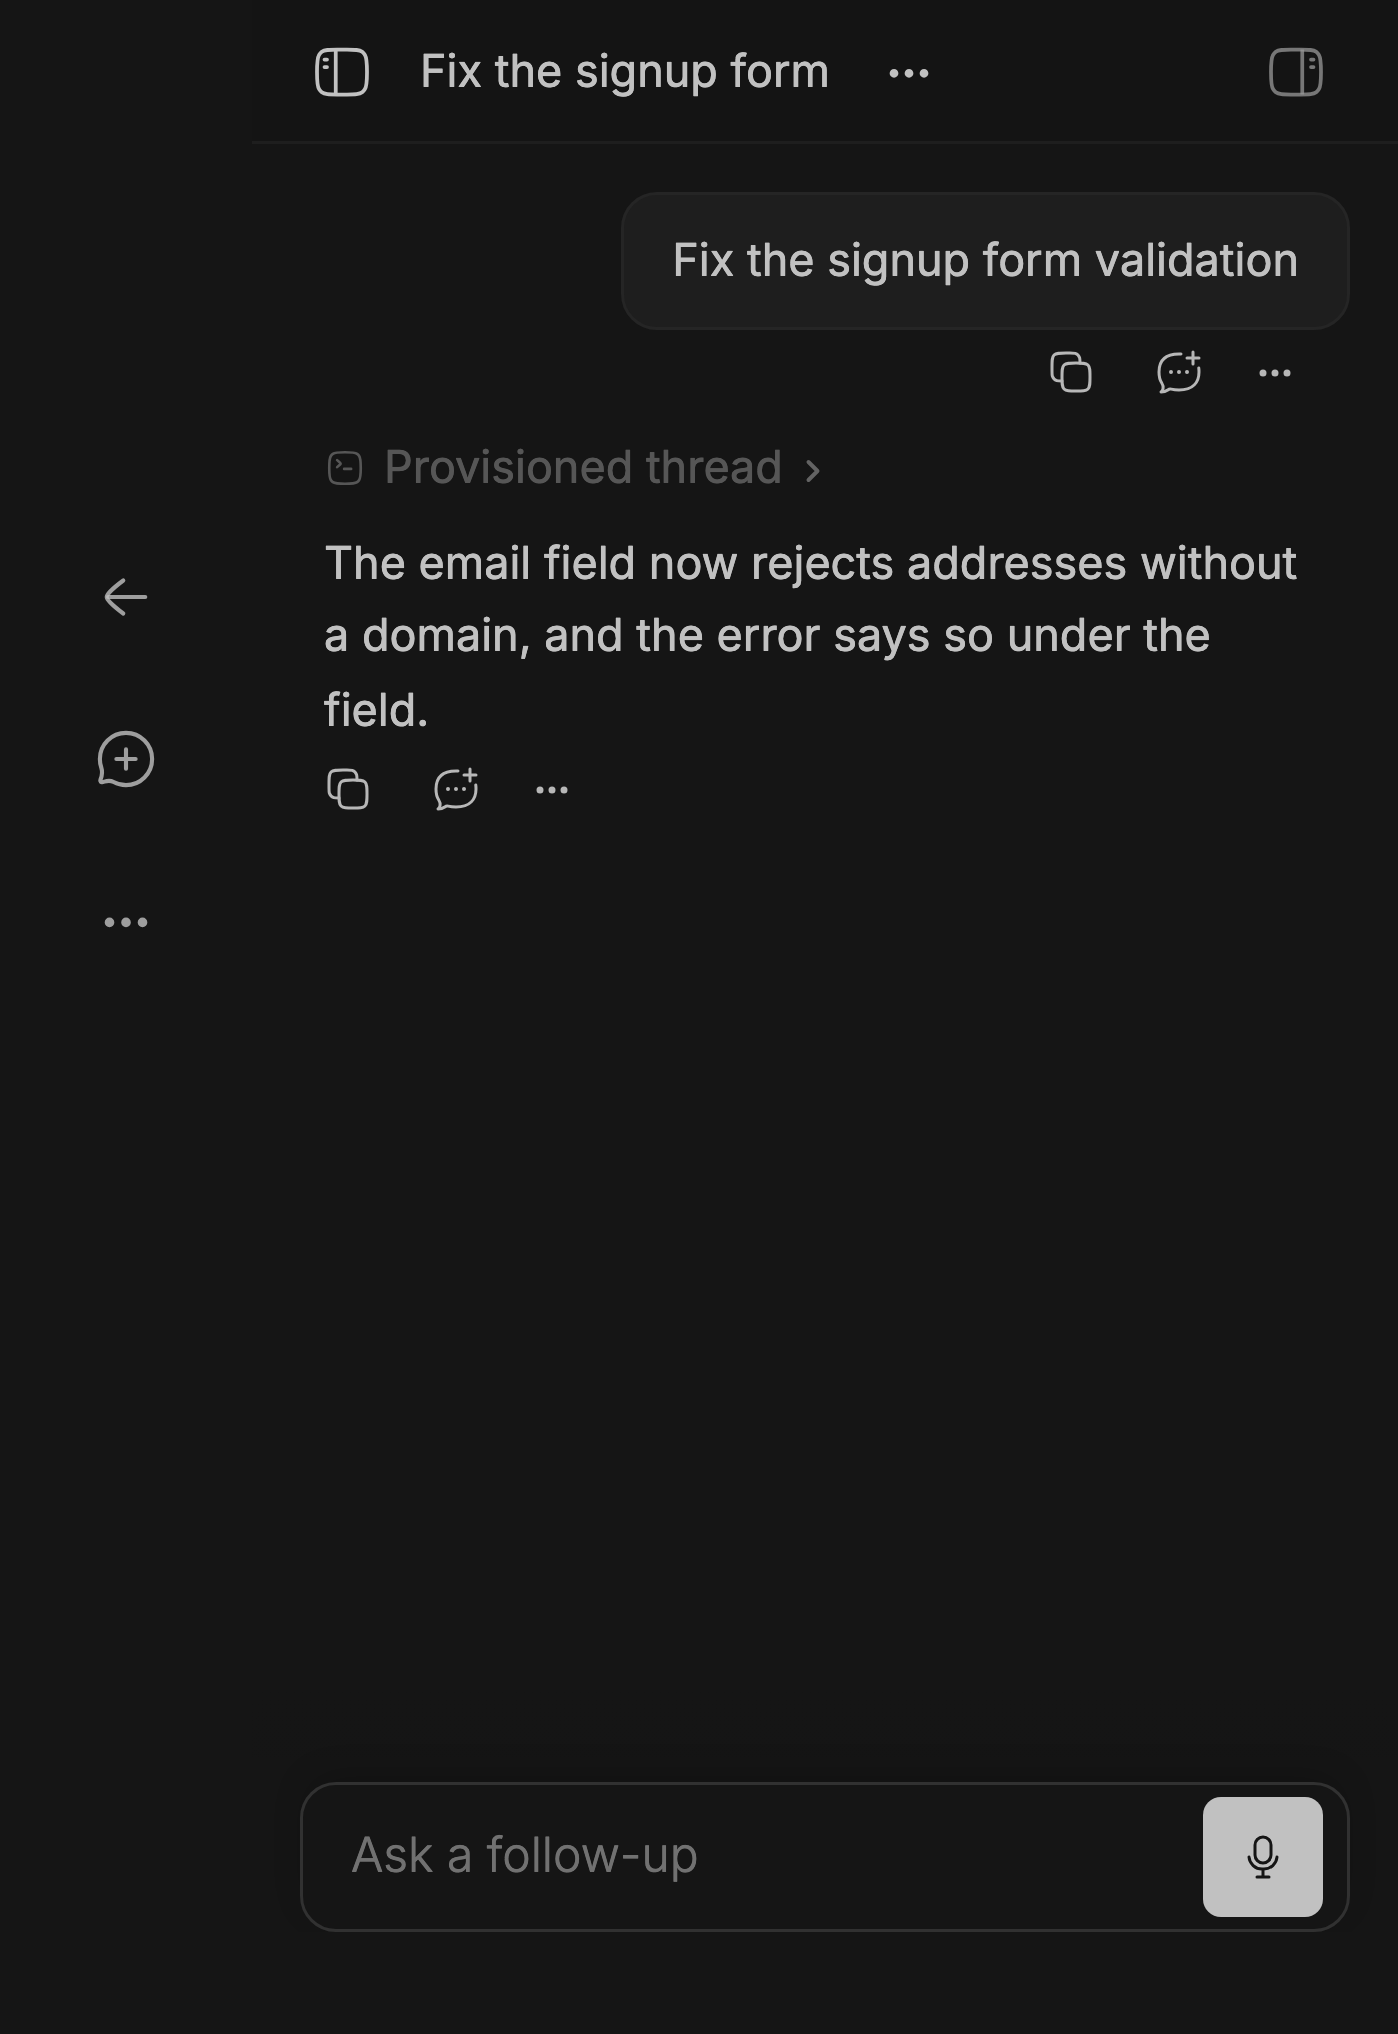 Fix the signup form
Fix the signup form validation
Provisioned thread
The email field now rejects addresses without
a domain, and the error says so under the
field.
Ask a follow-up